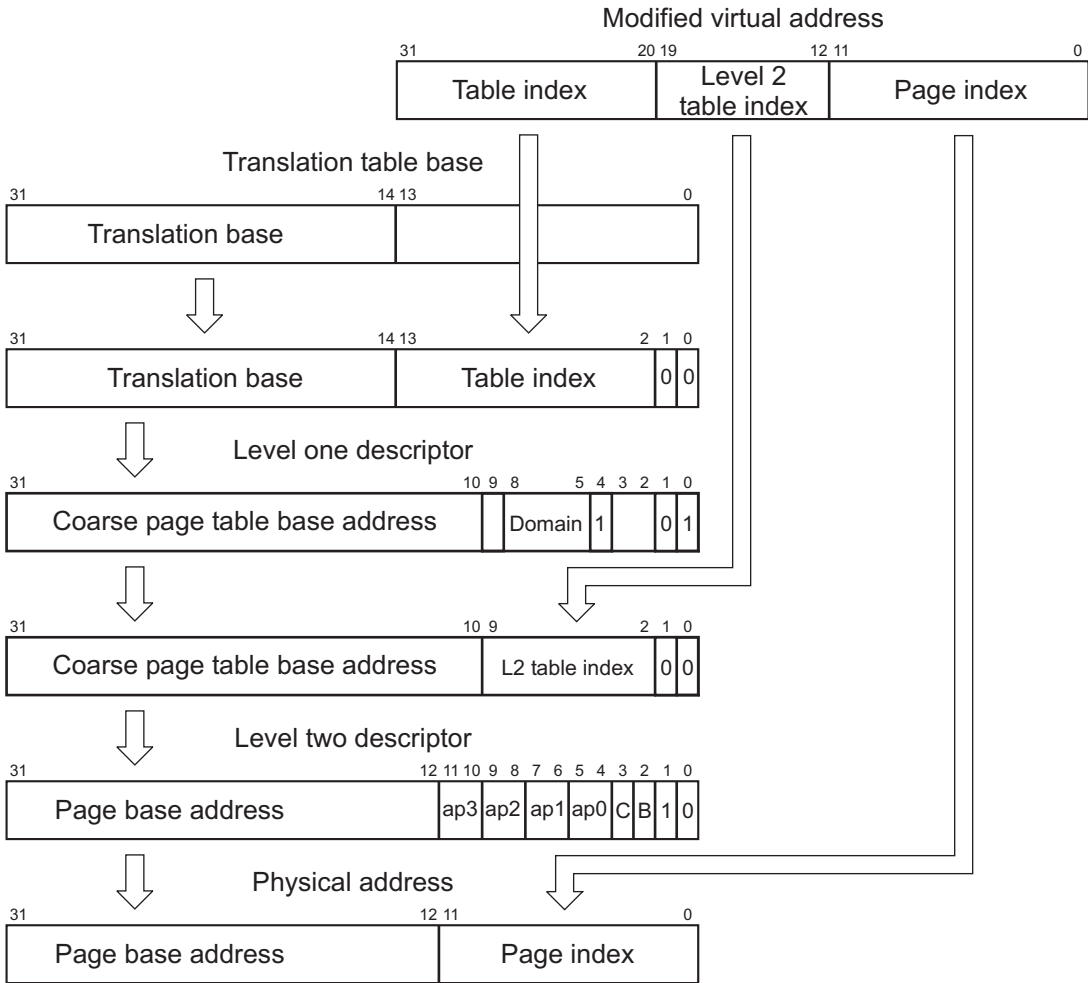 Modified virtual address
31 20 19 12 11 0
Table index Level 2 table index Page index
Translation table base
31 14 13 0
Translation base
31 14 13 2 1 0
Translation base Table index 0 0
Level one descriptor
31 10 9 8 5 4 3 2 1 0
Coarse page table base address Domain 1 0 1
31 10 9 2 1 0
Coarse page table base address L2 table index 0 0
Level two descriptor
31 12 11 10 9 8 7 6 5 4 3 2 1 0
Page base address ap3 ap2 ap1 ap0 C B 1 0
Physical address
31 12 11 0
Page base address Page index